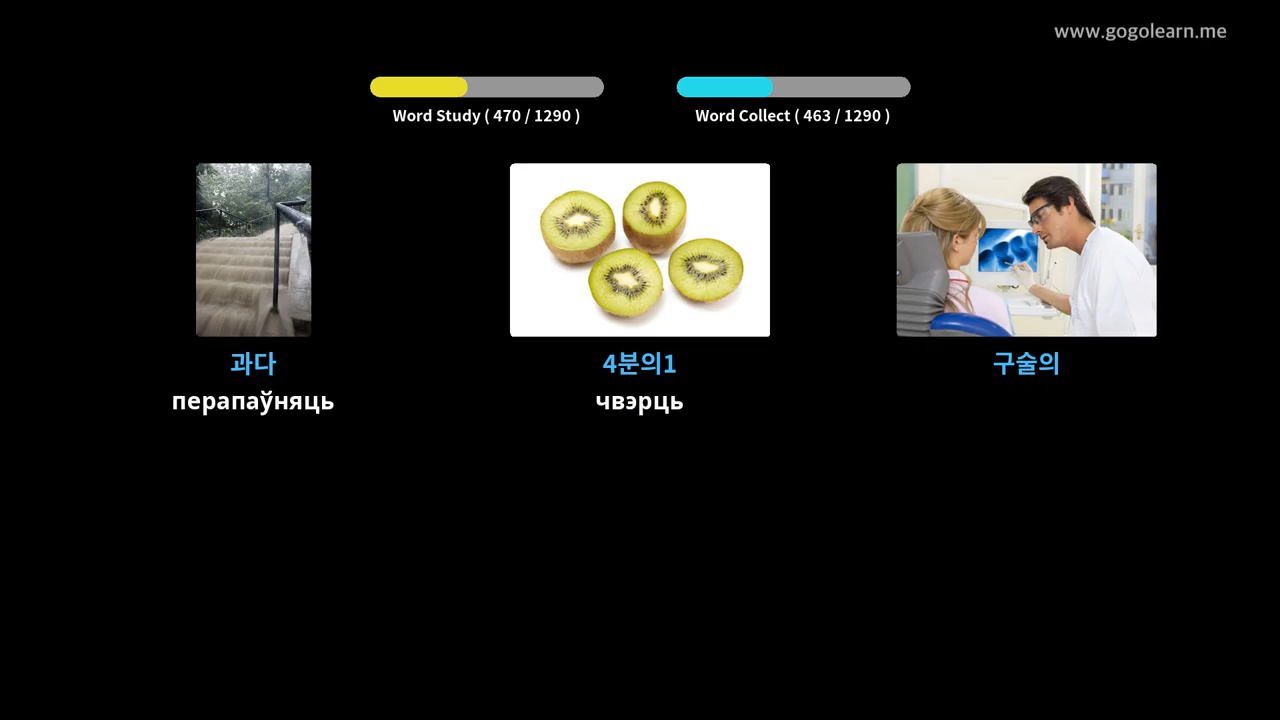 www.gogolearn.me
Word Study ( 470 / 1290 )
Word Collect ( 463 / 1290 )
과다
4분의1
구술의
перапаўняць
чвэрць